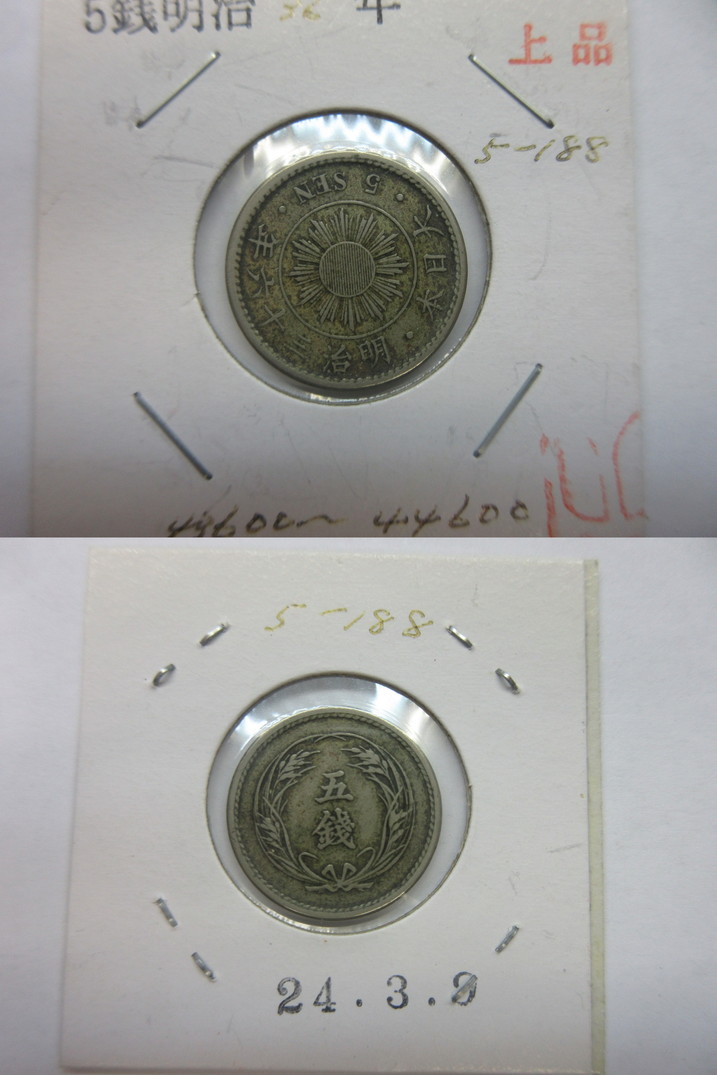 5銭明治 36 年
上品
5-188
大日本・明治三十六年・5 SEN・
44600~44600
5-188
五
錢
24.3.9